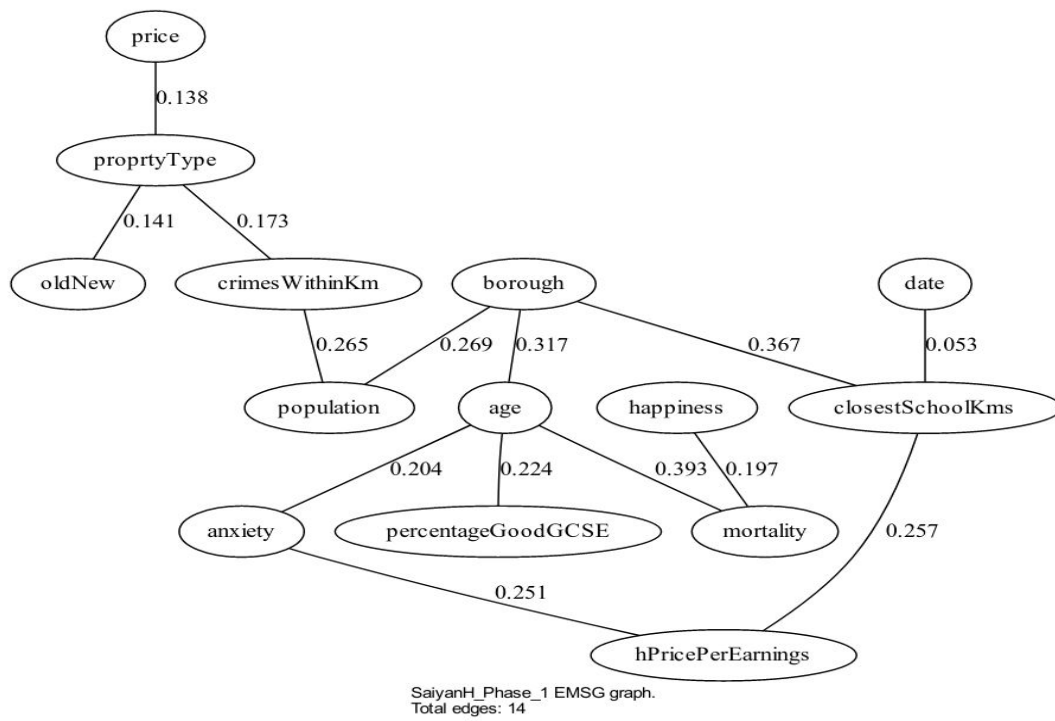 price
0.138
proprtyType
0.141
0.173
oldNew
crimesWithinKm
borough
date
0.265
0.269
0.317
0.367
0.053
population
age
happiness
closestSchoolKms
0.204
0.224
0.393
0.197
anxiety
percentageGoodGCSE
mortality
0.257
0.251
hPricePerEarnings
SaiyanH_Phase_1 EMSG graph.
Total edges: 14